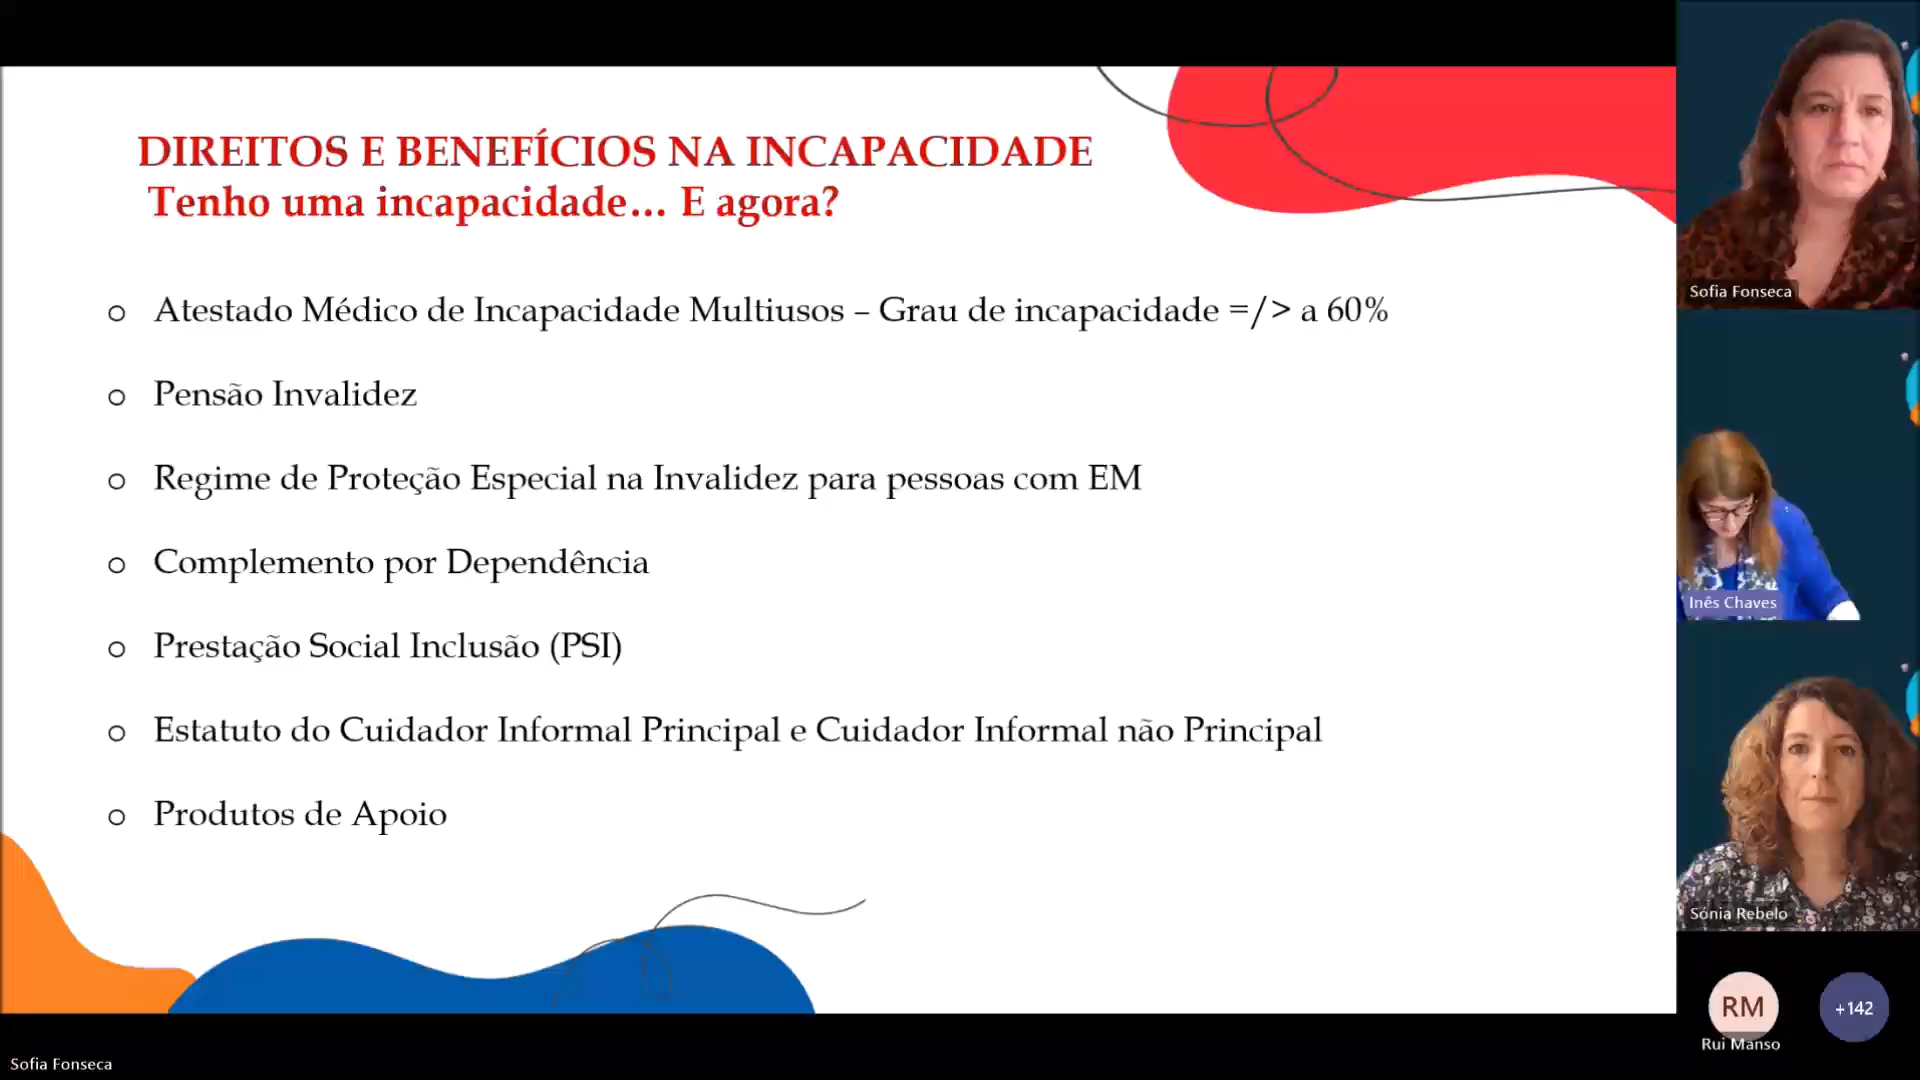 DIREITOS E BENEFÍCIOS NA INCAPACIDADE
Tenho uma incapacidade... E agora?
o Atestado Médico de Incapacidade Multiusos – Grau de incapacidade =/> a 60%
o Pensão Invalidez
o Regime de Proteção Especial na Invalidez para pessoas com EM
o Complemento por Dependência
o Prestação Social Inclusão (PSI)
o Estatuto do Cuidador Informal Principal e Cuidador Informal não Principal
o Produtos de Apoio
Sofia Fonseca
Inês Chaves
Sónia Rebelo
RM
+142
Rui Manso
Sofia Fonseca